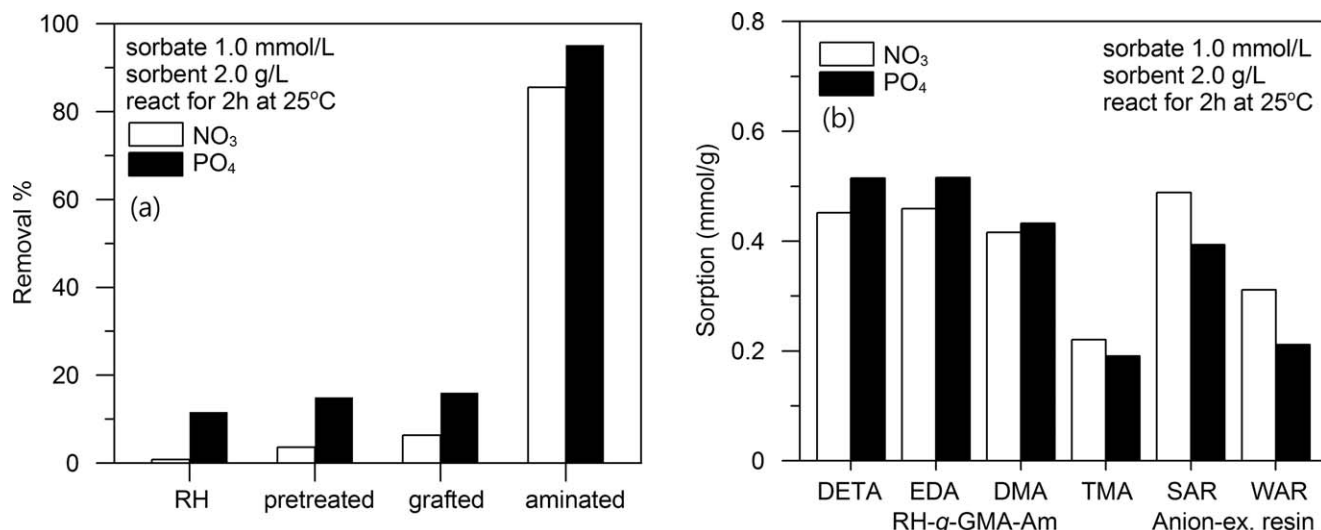 100
80
60
40
20
0
Removal %
sorbate 1.0 mmol/L
sorbent 2.0 g/L
react for 2h at 25°C
NO₃
PO₄
(a)
RH pretreated grafted aminated
0.8
0.6
0.4
0.2
0.0
Sorption (mmol/g)
NO₃
PO₄
(b)
sorbate 1.0 mmol/L
sorbent 2.0 g/L
react for 2h at 25°C
DETA EDA DMA TMA SAR WAR
RH-g-GMA-Am Anion-ex. resin